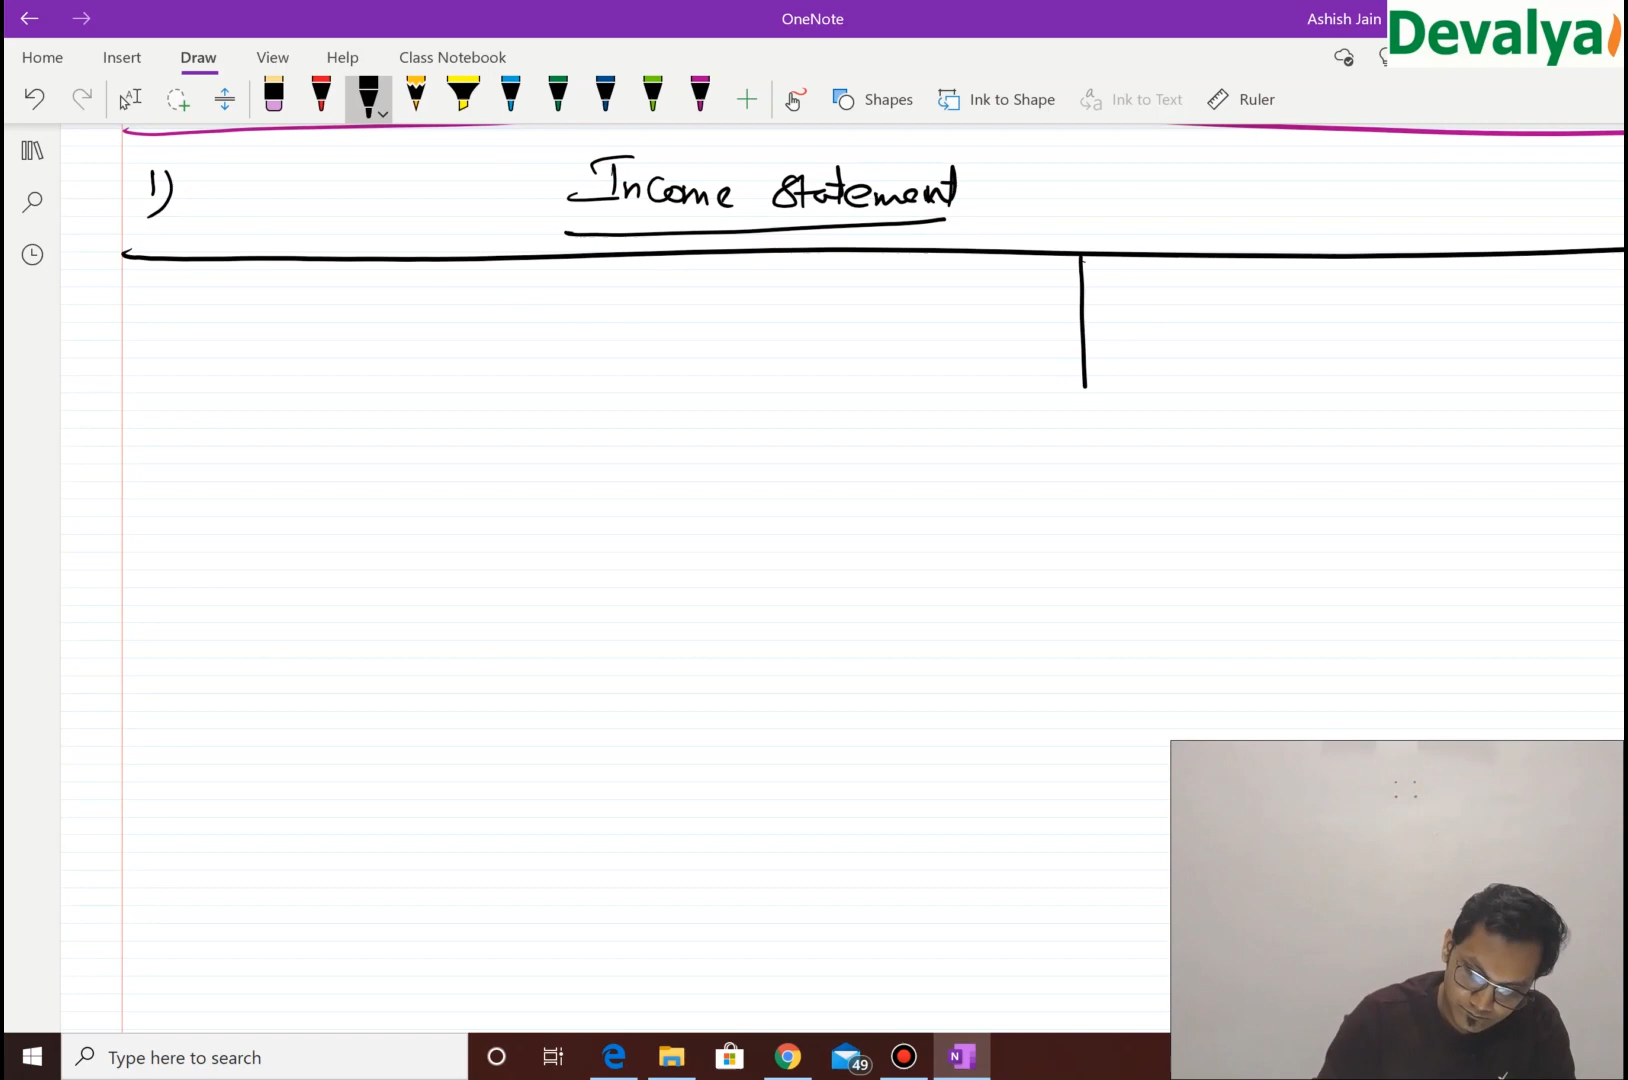 OneNote
Ashish Jain
Devalya
Home Insert Draw View Help Class Notebook
Shapes Ink to Shape Ink to Text Ruler
1) Income Statement
Type here to search
49
N